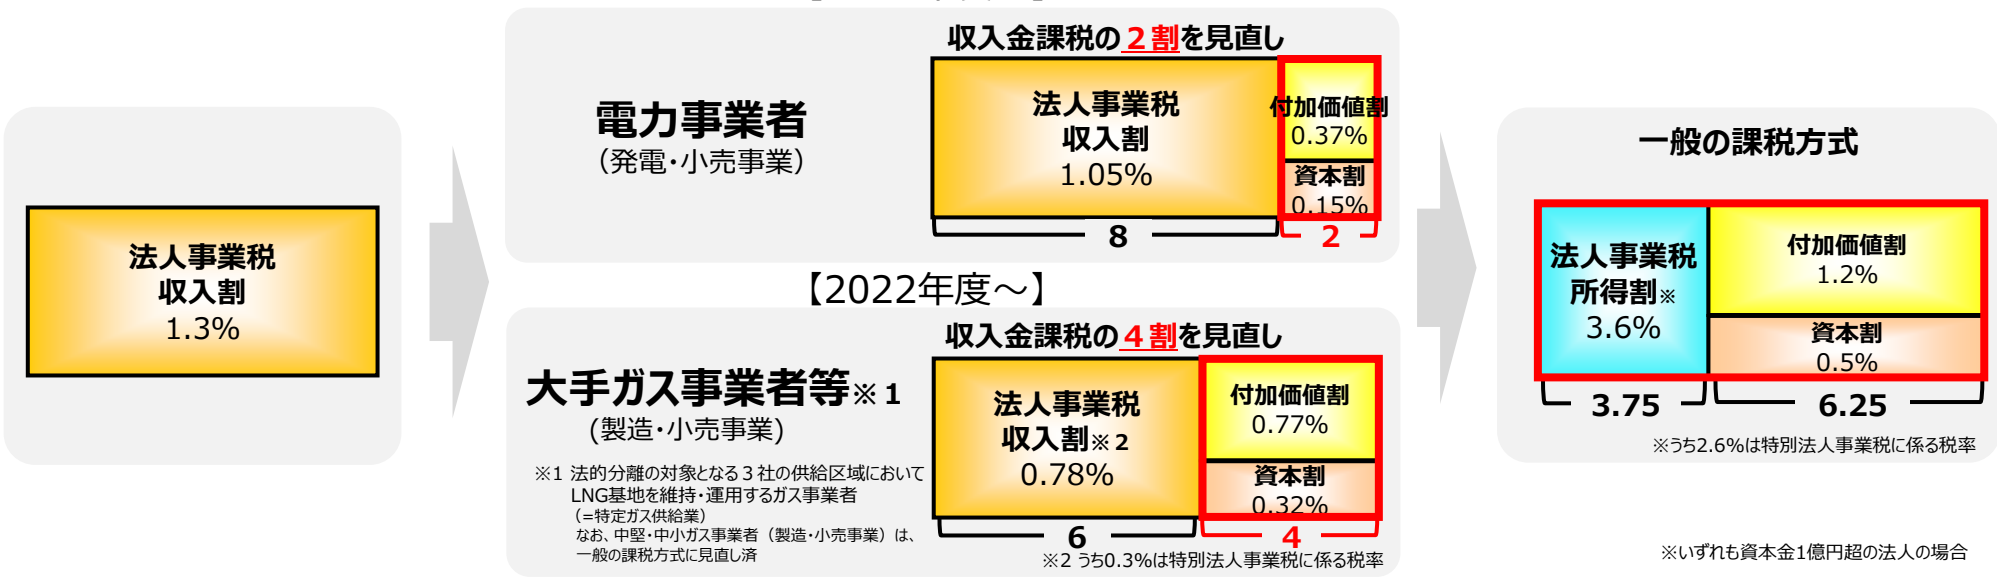 法人事業税
収入割
1.3%
収入金課税の２割を見直し
電力事業者
（発電・小売事業）
法人事業税
収入割
1.05%
付加価値割
0.37%
資本割
0.15%
8
2
【2022年度～】
収入金課税の４割を見直し
大手ガス事業者等※１
(製造・小売事業)
※1 法的分離の対象となる３社の供給区域において
LNG基地を維持・運用するガス事業者
（=特定ガス供給業）
なお、中堅・中小ガス事業者（製造・小売事業）は、
一般の課税方式に見直し済
法人事業税
収入割※２
0.78%
付加価値割
0.77%
資本割
0.32%
6
4
※2 うち0.3%は特別法人事業税に係る税率
一般の課税方式
法人事業税
所得割※
3.6%
付加価値割
1.2%
資本割
0.5%
3.75
6.25
※うち2.6%は特別法人事業税に係る税率
※いずれも資本金1億円超の法人の場合